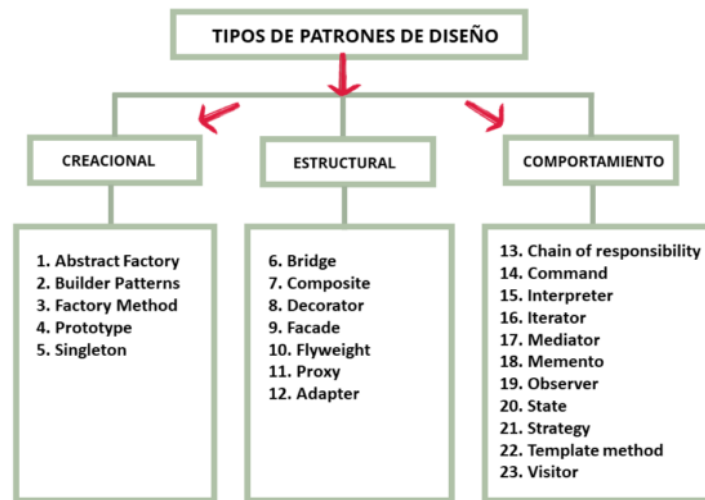 TIPOS DE PATRONES DE DISEÑO
CREACIONAL
ESTRUCTURAL
COMPORTAMIENTO
1. Abstract Factory
2. Builder Patterns
3. Factory Method
4. Prototype
5. Singleton
6. Bridge
7. Composite
8. Decorator
9. Facade
10. Flyweight
11. Proxy
12. Adapter
13. Chain of responsibility
14. Command
15. Interpreter
16. Iterator
17. Mediator
18. Memento
19. Observer
20. State
21. Strategy
22. Template method
23. Visitor